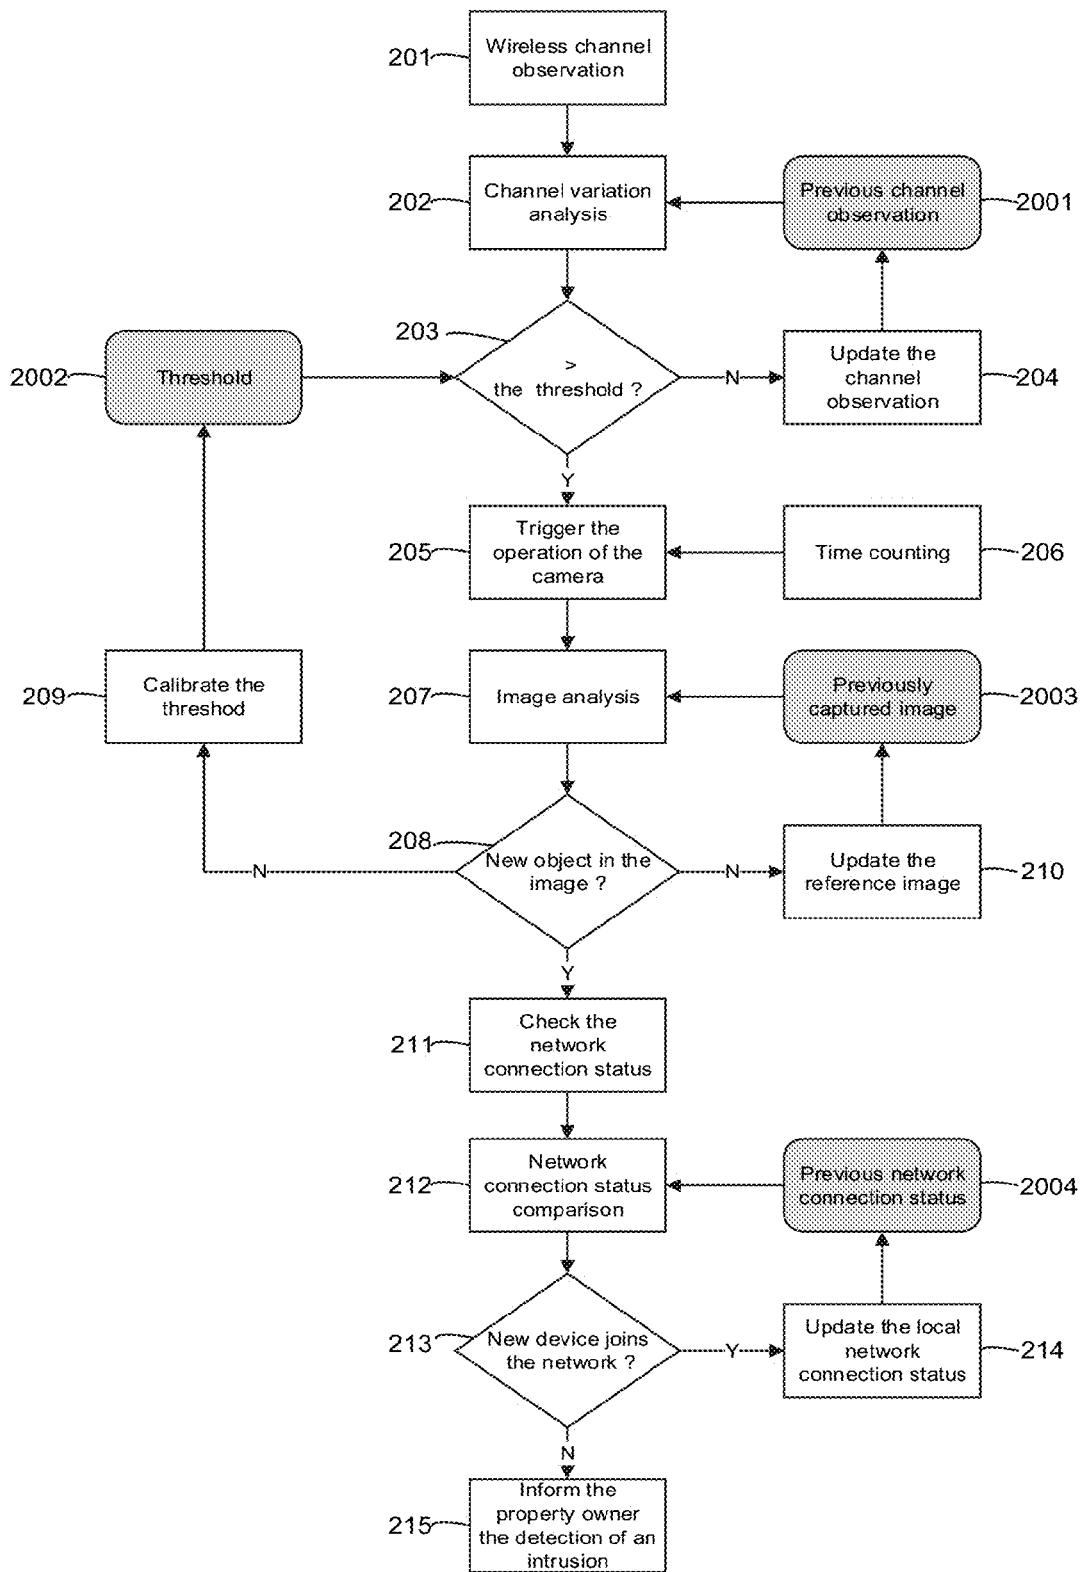 201
Wireless channel
observation
202
Channel variation
analysis
Previous channel
observation
2001
203
>
the threshold ?
2002
Threshold
N
Update the
channel
observation
204
Y
205
Trigger the
operation of the
camera
Time counting
206
209
Calibrate the
threshod
207
Image analysis
Previously
captured image
2003
208
New object in the
image ?
N
N
Update the
reference image
210
Y
211
Check the
network
connection status
212
Network
connection status
comparison
Previous network
connection status
2004
213
New device joins
the network ?
Y
Update the local
network
connection status
214
N
215
Inform the
property owner
the detection of an
intrusion